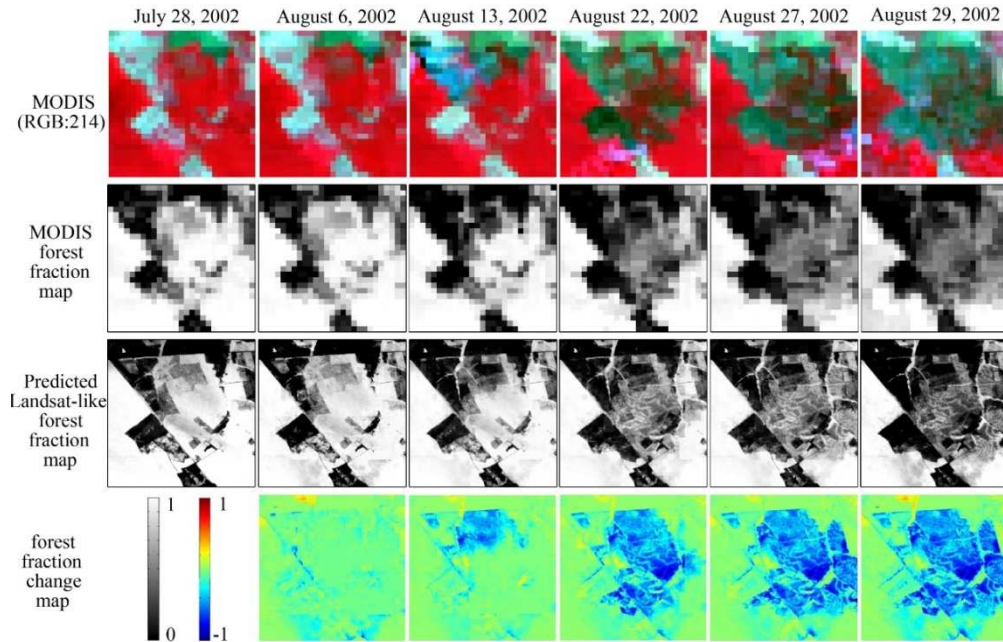 July 28, 2002 August 6, 2002 August 13, 2002 August 22, 2002 August 27, 2002 August 29, 2002
MODIS
(RGB:214)
MODIS
forest
fraction
map
Predicted
Landsat-like
forest
fraction
map
forest
fraction
change
map
1 1
0 -1